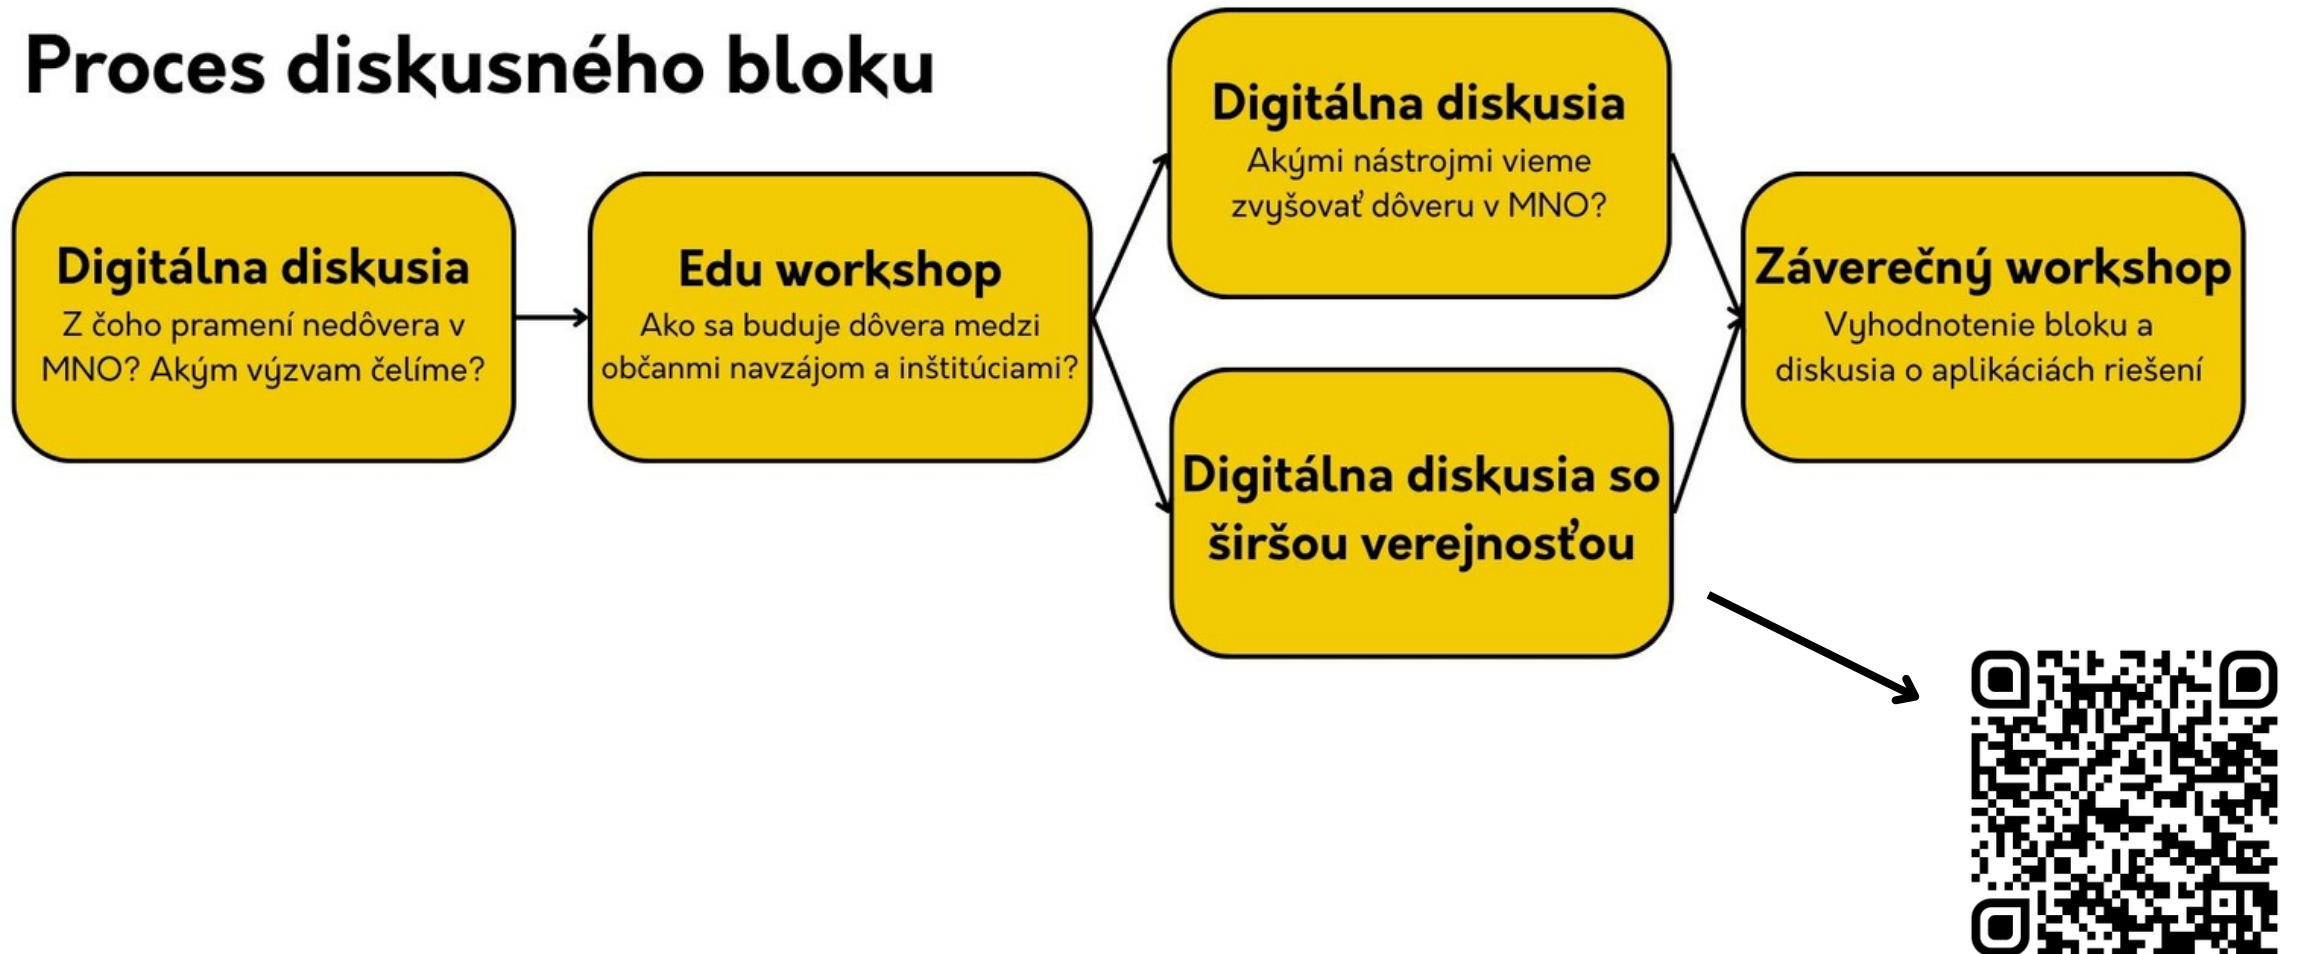 Proces diskusného bloku
Digitálna diskusia
Z čoho pramení nedôvera v
MNO? Akým výzvam čelíme?
Edu workshop
Ako sa buduje dôvera medzi
občanmi navzájom a inštitúciami?
Digitálna diskusia
Akými nástrojmi vieme
zvyšovať dôveru v MNO?
Digitálna diskusia so
širšou verejnosťou
Záverečný workshop
Vyhodnotenie bloku a
diskusia o aplikáciách riešení